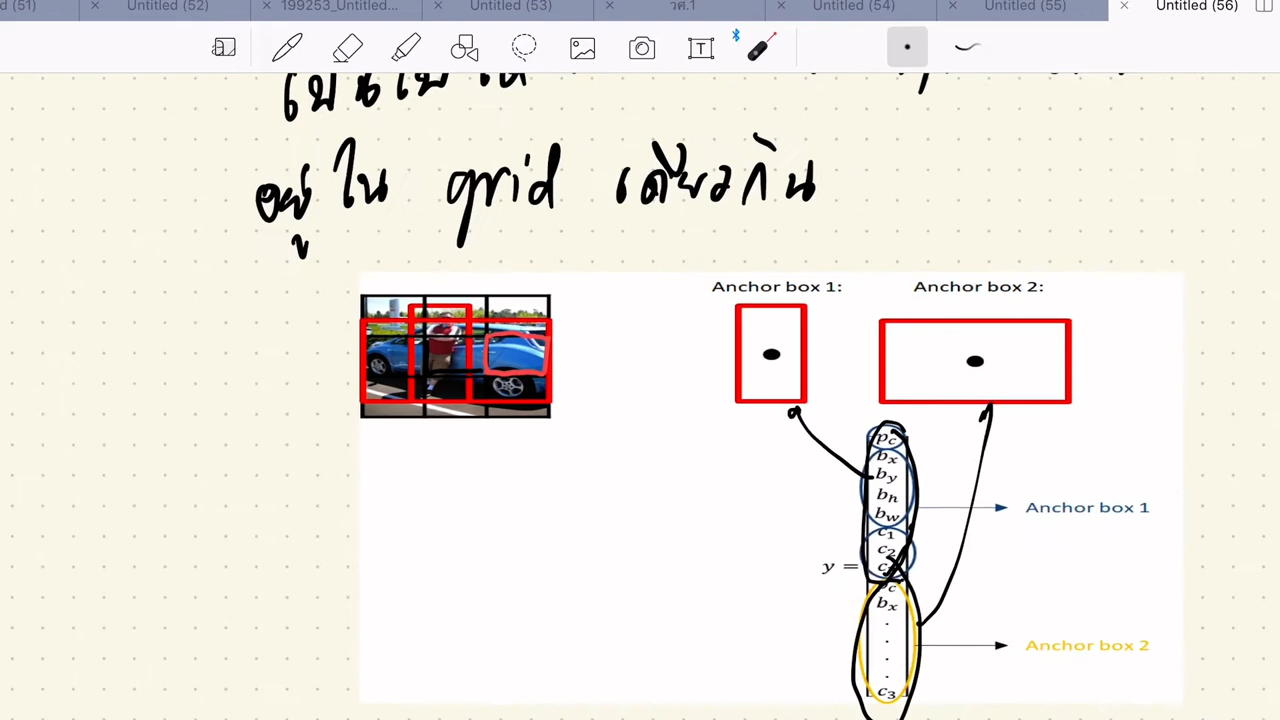 (51)
Untitled (52)
199253_Untitled...
Untitled (53)
วศ.1
Untitled (54)
Untitled (55)
Untitled (56)
T
อยู่ ใน grid เดียวกัน
Anchor box 1:
Anchor box 2:
pc
bx
by
bh
bw
c1
c2
y =
pc
bx
.
.
.
.
c3
Anchor box 1
Anchor box 2